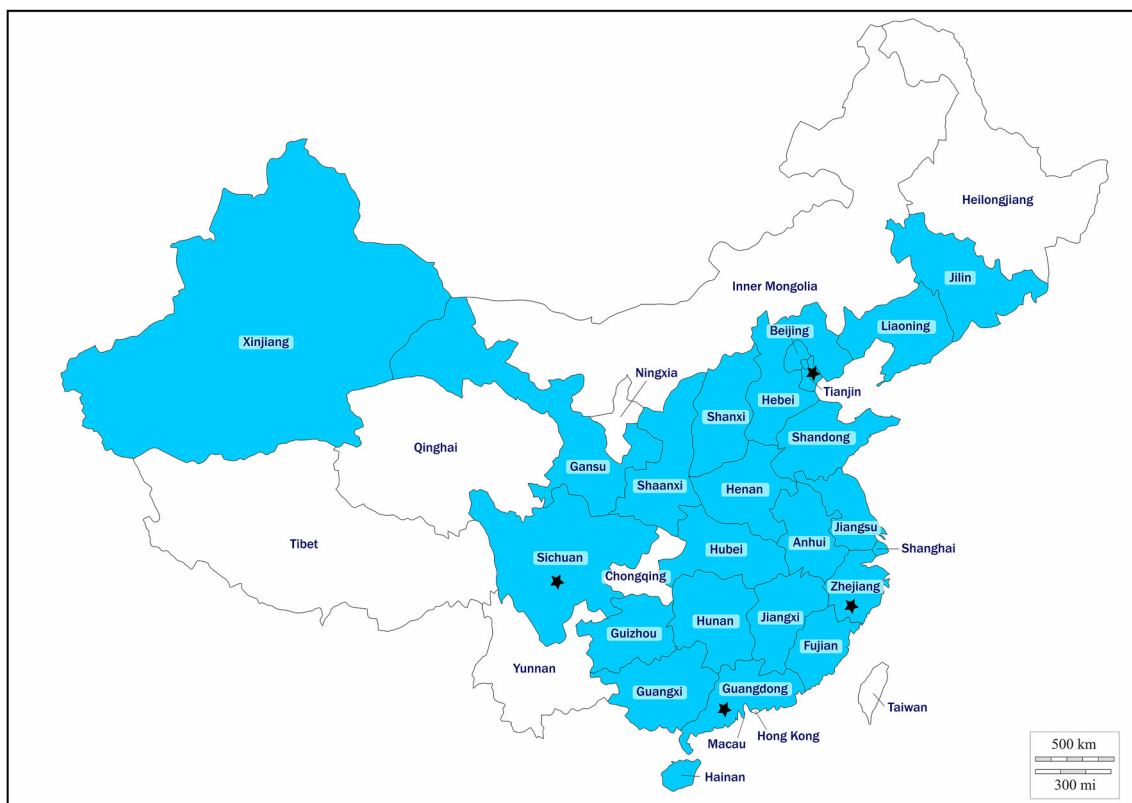 Heilongjiang
Jilin
Inner Mongolia
Liaoning
Beijing
Xinjiang
Ningxia
Tianjin
Hebei
Shanxi
Shandong
Qinghai
Gansu
Shaanxi
Henan
Jiangsu
Tibet
Anhui
Hubei
Shanghai
Sichuan
Chongqing
Zhejiang
Hunan
Jiangxi
Guizhou
Fujian
Yunnan
Guangxi
Guangdong
Taiwan
Macau
Hong Kong
Hainan
500 km
300 mi